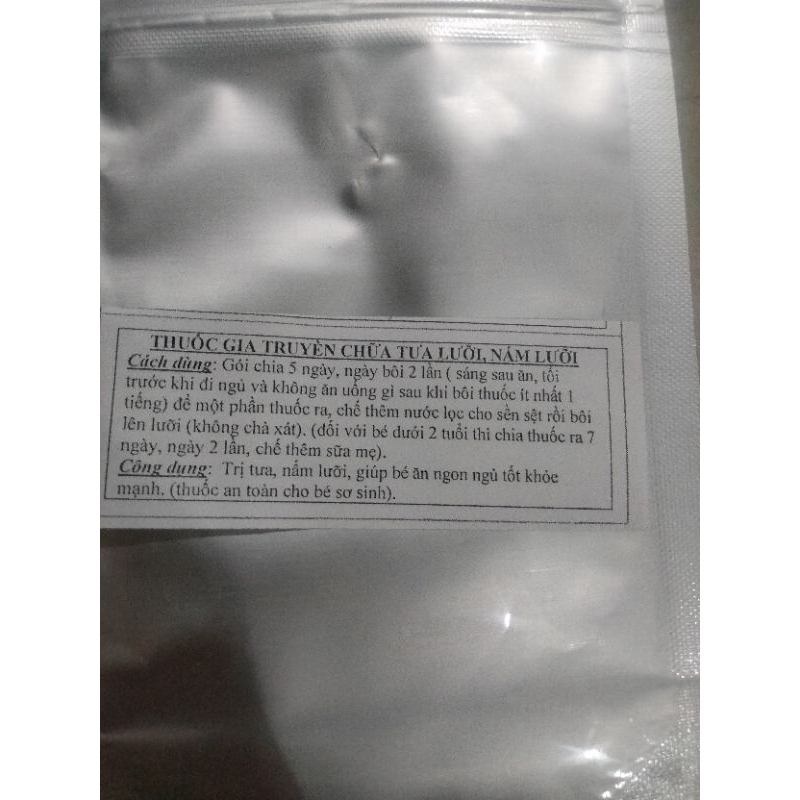 THUỐC GIA TRUYỀN CHỮA TƯA LƯỠI, NẤM LƯỠI
Cách dùng: Gói chia 5 ngày, ngày bôi 2 lần ( sáng sau ăn, tối
trước khi đi ngủ và không ăn uống gì sau khi bôi thuốc ít nhất 1
tiếng) để một phần thuốc ra, chế thêm nước lọc cho sền sệt rồi bôi
lên lưỡi (không chà xát). (đối với bé dưới 2 tuổi thì chia thuốc ra 7
ngày, ngày 2 lần, chế thêm sữa mẹ).
Công dụng: Trị tưa, nấm lưỡi, giúp bé ăn ngon ngủ tốt khỏe
mạnh. (thuốc an toàn cho bé sơ sinh).